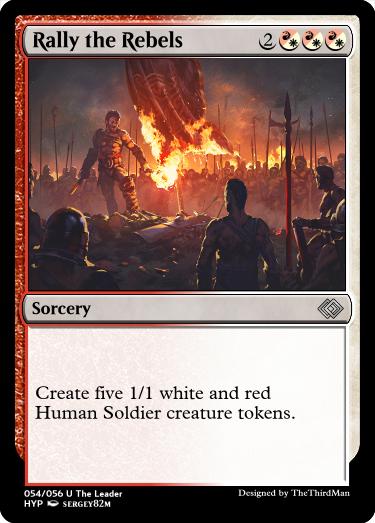 Rally the Rebels 2
Sorcery
Create five 1/1 white and red
Human Soldier creature tokens.
054/056 U The Leader
Designed by TheThirdMan
HYP SERGEY82M